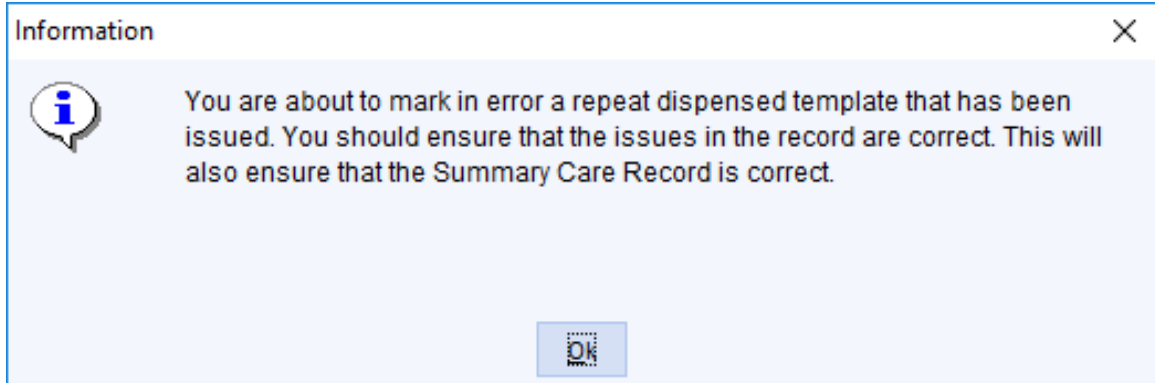 Information
You are about to mark in error a repeat dispensed template that has been
issued. You should ensure that the issues in the record are correct. This will
also ensure that the Summary Care Record is correct.
Ok